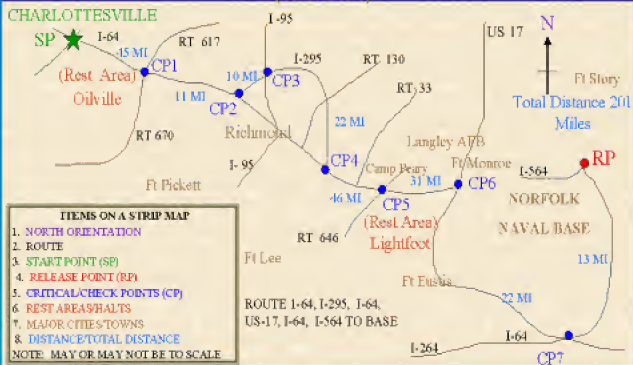 CHARLOTTESVILLE
SP
I-64
45 MI
RT 617
I-95
I-295
RT 130
RT 33
US 17
N
Ft Story
Total Distance 201
Miles
(Rest Area)
Oilville
CP1
10 MI
CP3
11 MI
CP2
Richmond
RT 670
I- 95
22 MI
Langley AFB
Ft Monroe
I-564
RP
Ft Pickett
CP4
Camp Peary
31 MI
CP6
46 MI
CP5
NORFOLK
NAVAL BASE
(Rest Area)
Lightfoot
RT 646
Ft Lee
13 MI
Ft Eustis
22 MI
ROUTE 1-64, I-295, I-64,
US-17, I-64, I-564 TO BASE
I-264
I-64
CP7
ITEMS ON A STRIP MAP
1. NORTH ORIENTATION
2. ROUTE
3. START POINT (SP)
4. RELEASE POINT (RP)
5. CRITICAL/CHECK POINTS (CP)
6. REST AREAS/HALTS
7. MAJOR CITIES/TOWNS
8. DISTANCE/TOTAL DISTANCE
NOTE: MAY OR MAY NOT BE TO SCALE